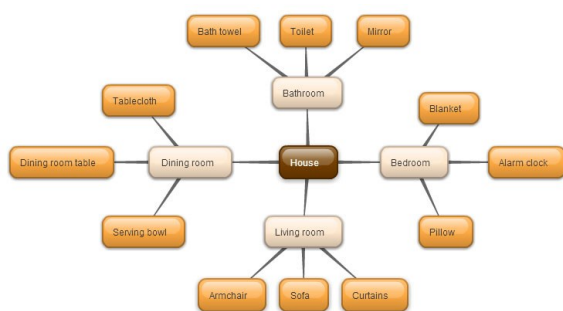 Bath towel
Toilet
Mirror
Bathroom
Tablecloth
Blanket
Dining room table
Dining room
House
Bedroom
Alarm clock
Serving bowl
Living room
Pillow
Armchair
Sofa
Curtains